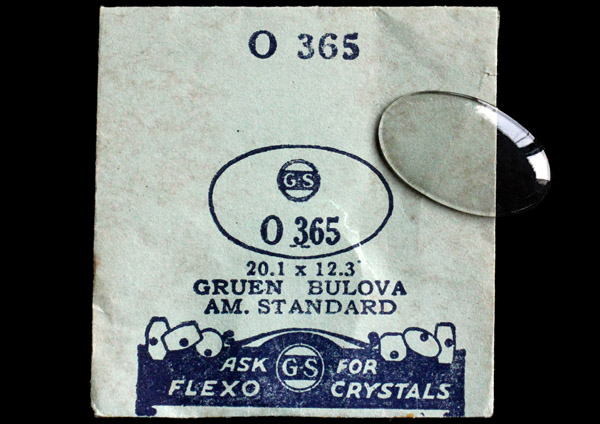 O 365
G-S
O 365
20.1 x 12.3
GRUEN BULOVA
AM. STANDARD
ASK G-S FOR
FLEXO CRYSTALS